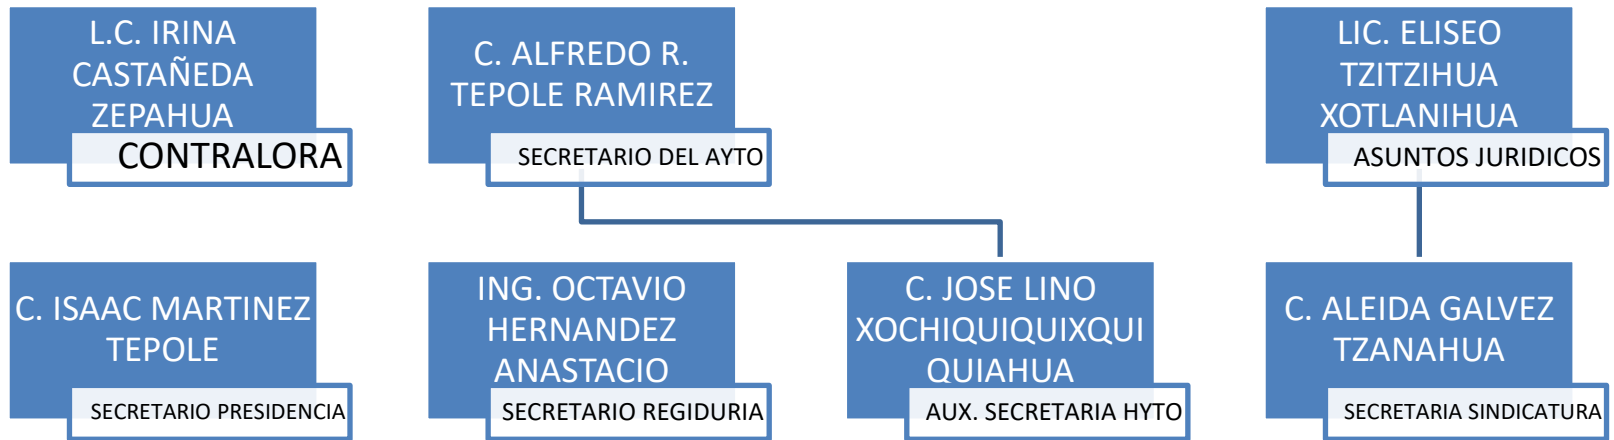 L.C. IRINA
CASTAÑEDA
ZEPAHUA
CONTRALORA
C. ALFREDO R.
TEPOLE RAMIREZ
SECRETARIO DEL AYTO
LIC. ELISEO
TZITZIHUA
XOTLANIHUA
ASUNTOS JURIDICOS
C. ISAAC MARTINEZ
TEPOLE
SECRETARIO PRESIDENCIA
ING. OCTAVIO
HERNANDEZ
ANASTACIO
SECRETARIO REGIDURIA
C. JOSE LINO
XOCHIQUIQUIXQUI
QUIAHUA
AUX. SECRETARIA HYTO
C. ALEIDA GALVEZ
TZANAHUA
SECRETARIA SINDICATURA